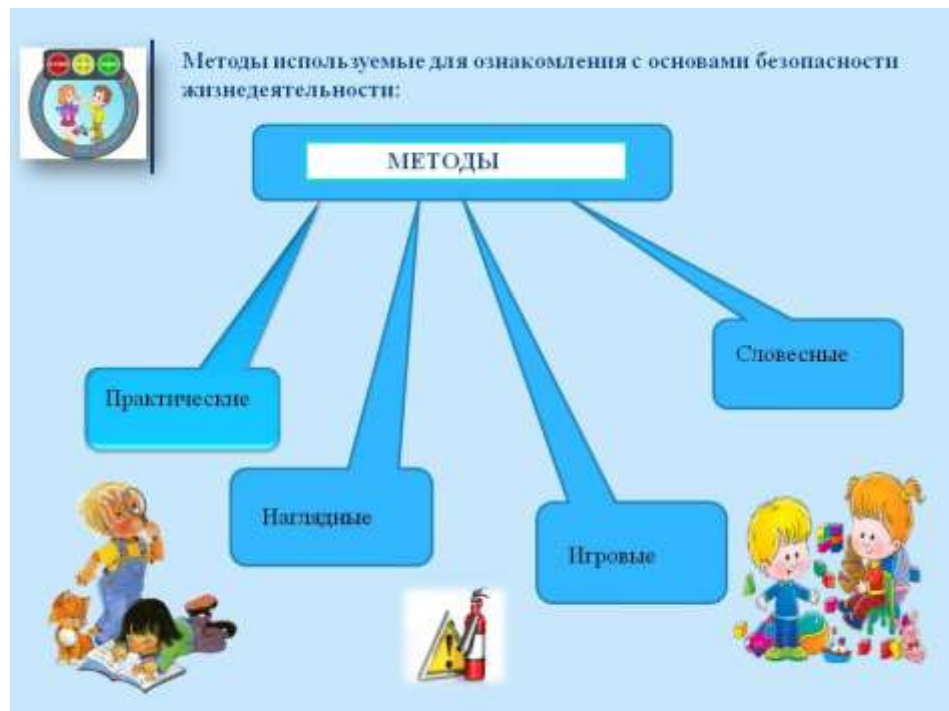 Методы используемые для ознакомления с основами безопасности
жизнедеятельности:
МЕТОДЫ
Словесные
Практические
Наглядные
Игровые